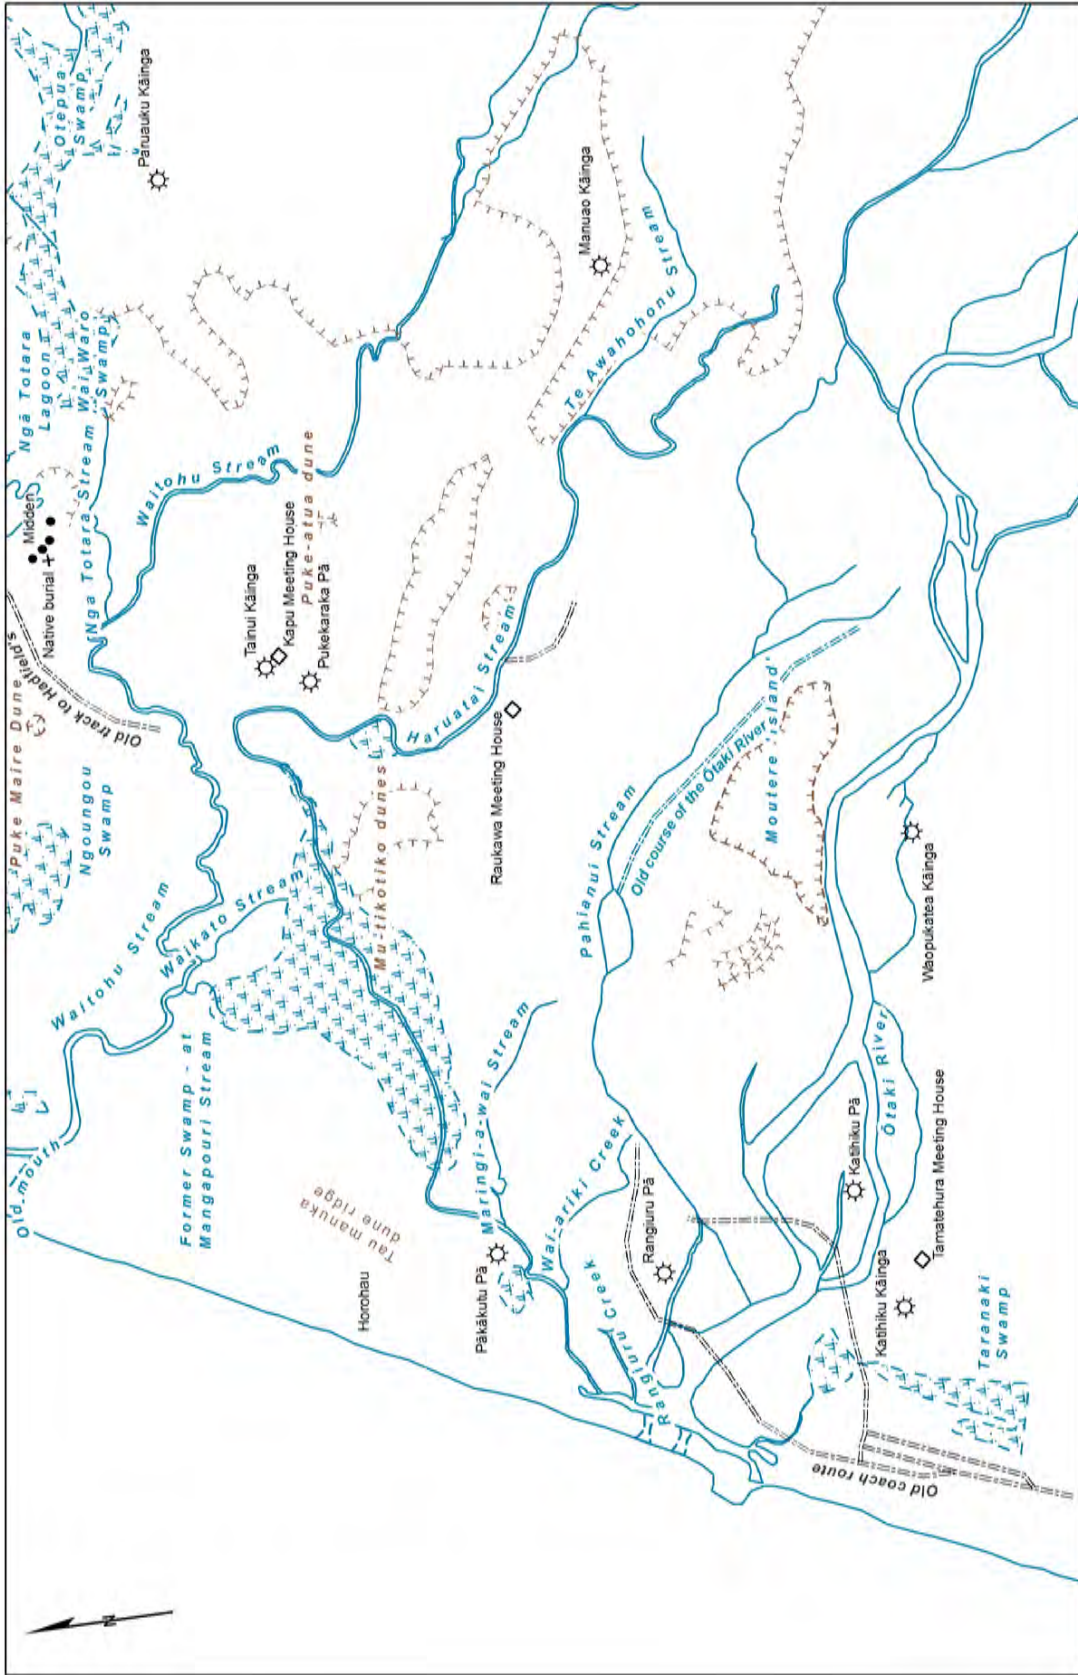 Otepua
Swamp
Paruauku Kāinga
Ngā Totara
Lagoon
Wai Waro
Swamp
Nga Totara Stream
Midden
Native burial
Old track to Hadfield's
Puke Maire Dune
Ngoungou
Swamp
Waitohu Stream
Puke-atua dune
Tainui Kāinga
Kapu Meeting House
Pukekaraka Pā
Manuao Kāinga
Te Awahohonu Stream
Haruatai Stream
Raukawa Meeting House
Mu-tikotiko dunes
Waitohu Stream
Waikato Stream
Old mouth
Former Swamp - at
Mangapouri Stream
Tau manuka
dune ridge
Horohau
Maringi-a-wai Stream
Pākākutu Pā
Wai-ariki Creek
Rangiuru Pā
Rangiuru Creek
Pahianui Stream
Old course of the Ōtaki River
Moutere 'island'
Waopukatea Kāinga
Ōtaki River
Katihiku Pā
Tamatehura Meeting House
Katihiku Kāinga
Taranaki
Swamp
Old coach route
N